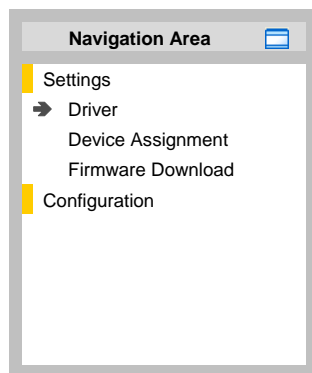 Navigation Area
Settings
Driver
Device Assignment
Firmware Download
Configuration